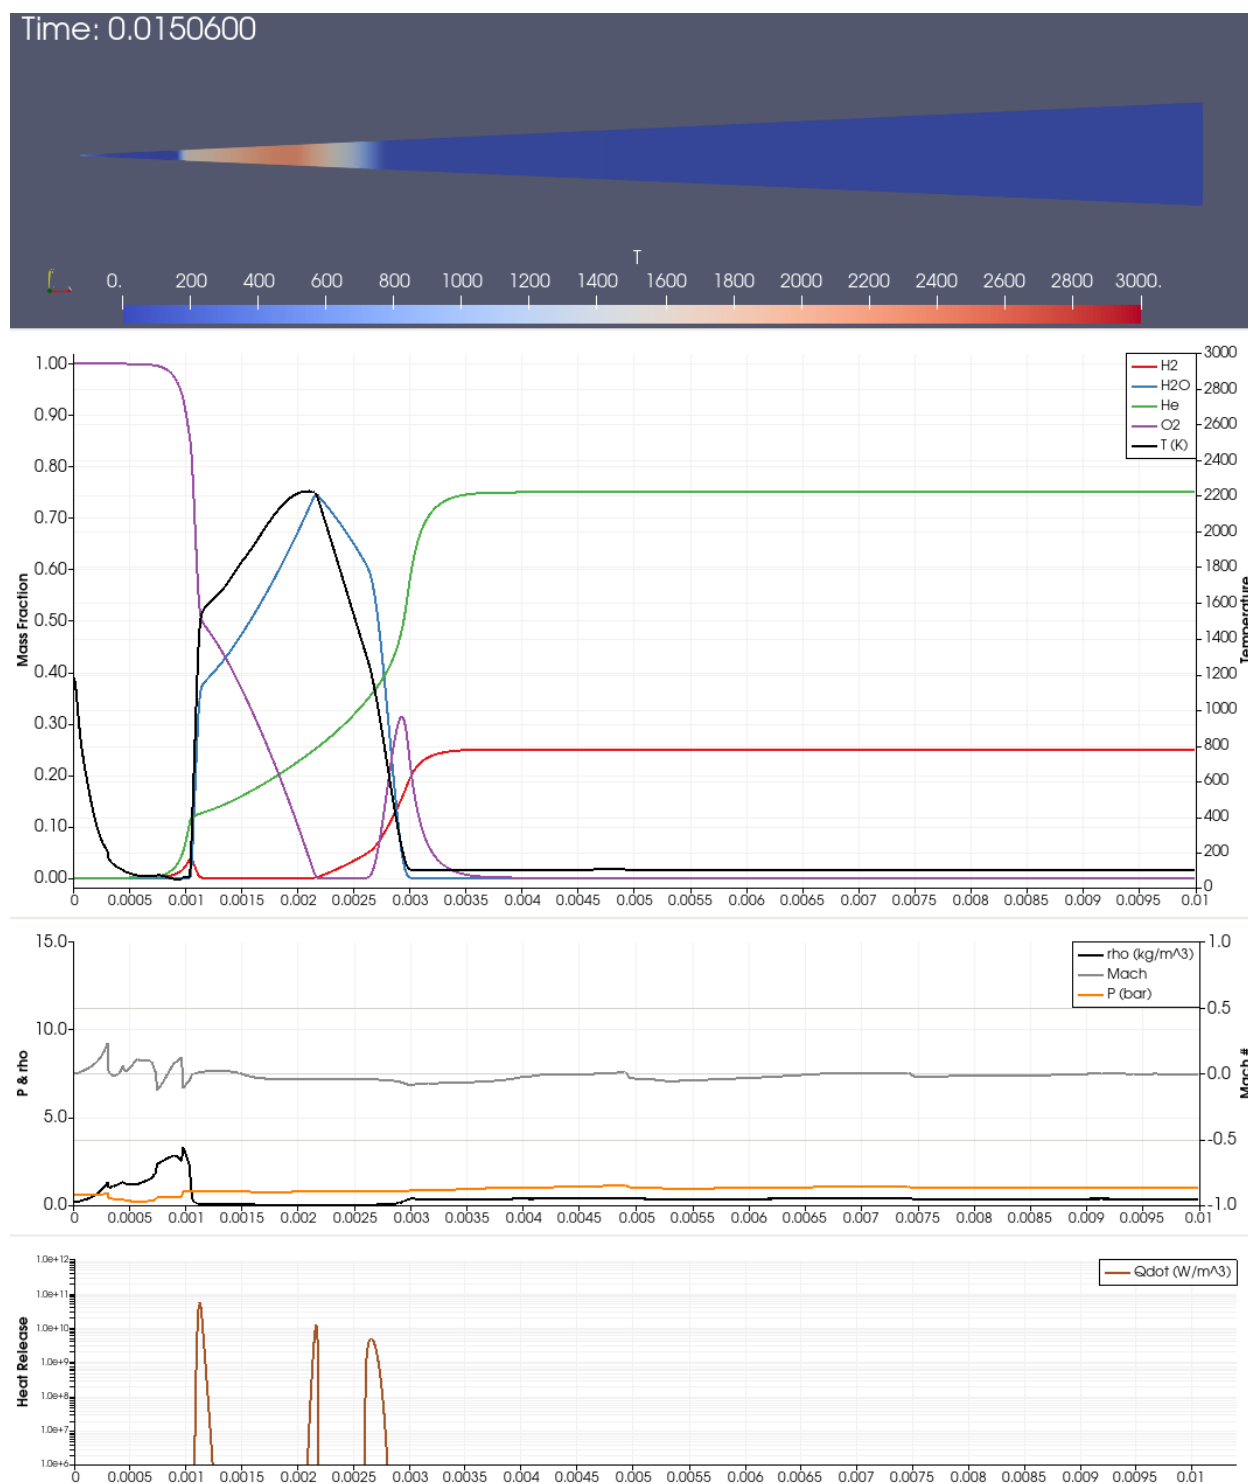 Time: 0.0150600
T
0. 200 400 600 800 1000 1200 1400 1600 1800 2000 2200 2400 2600 2800 3000.
1.00
0.90
0.80
0.70
0.60
0.50
0.40
0.30
0.20
0.10
0.00
Mass Fraction
H2
H2O
He
O2
T (K)
3000
2800
2600
2400
2200
2000
1800
1600
1400
1200
1000
800
600
400
200
0
Temperature
0 0.0005 0.001 0.0015 0.002 0.0025 0.003 0.0035 0.004 0.0045 0.005 0.0055 0.006 0.0065 0.007 0.0075 0.008 0.0085 0.009 0.0095 0.01
15.0
10.0
5.0
0.0
P & rho
rho (kg/m^3)
Mach
P (bar)
1.0
0.5
0.0
-0.5
-1.0
Mach #
0 0.0005 0.001 0.0015 0.002 0.0025 0.003 0.0035 0.004 0.0045 0.005 0.0055 0.006 0.0065 0.007 0.0075 0.008 0.0085 0.009 0.0095 0.01
1.0e+12
1.0e+11
1.0e+10
1.0e+9
1.0e+8
1.0e+7
1.0e+6
Heat Release
Qdot (W/m^3)
0 0.0005 0.001 0.0015 0.002 0.0025 0.003 0.0035 0.004 0.0045 0.005 0.0055 0.006 0.0065 0.007 0.0075 0.008 0.0085 0.009 0.0095 0.01